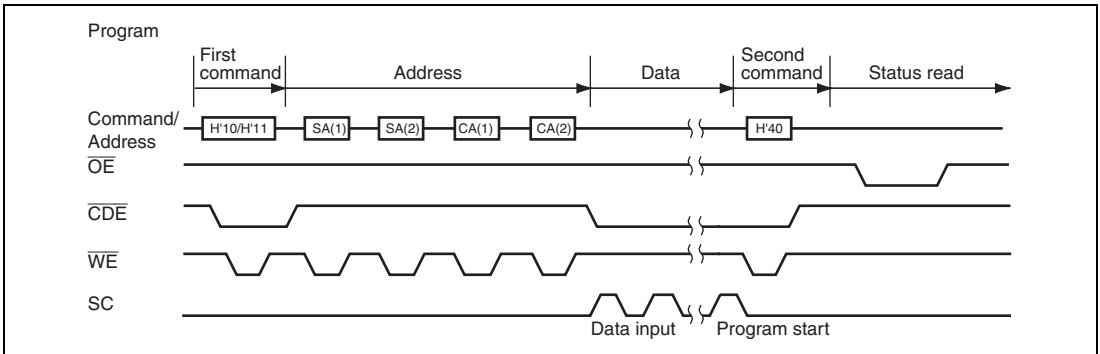 Program
First
command
Address
Data
Second
command
Status read
Command/
Address
H'10/H'11
SA(1)
SA(2)
CA(1)
CA(2)
H'40
OE
CDE
WE
SC
Data input
Program start